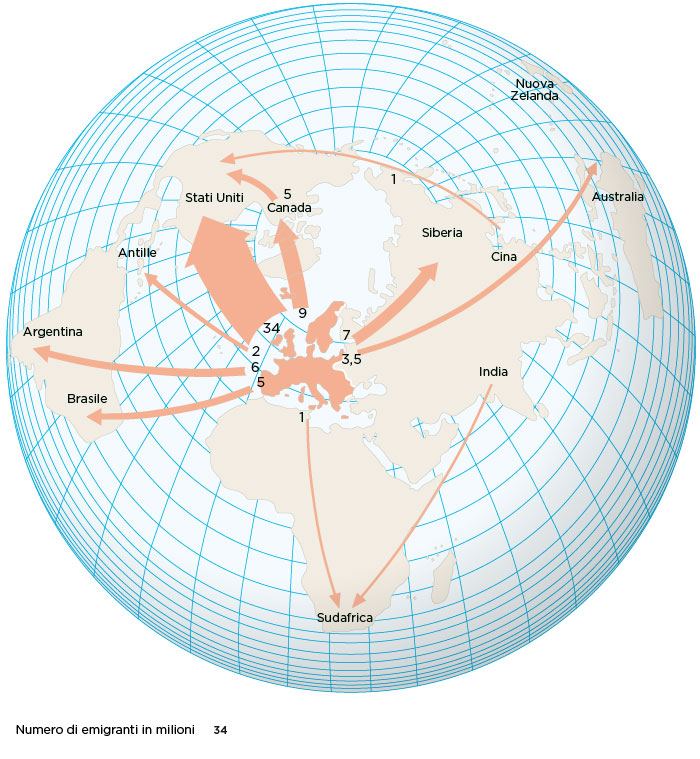 Nuova
Zelanda
1
5
Stati Uniti
Canada
Australia
Siberia
Antille
Cina
9
34
Argentina
7
2
3,5
6
India
5
Brasile
1
Sudafrica
Numero di emigranti in milioni 34